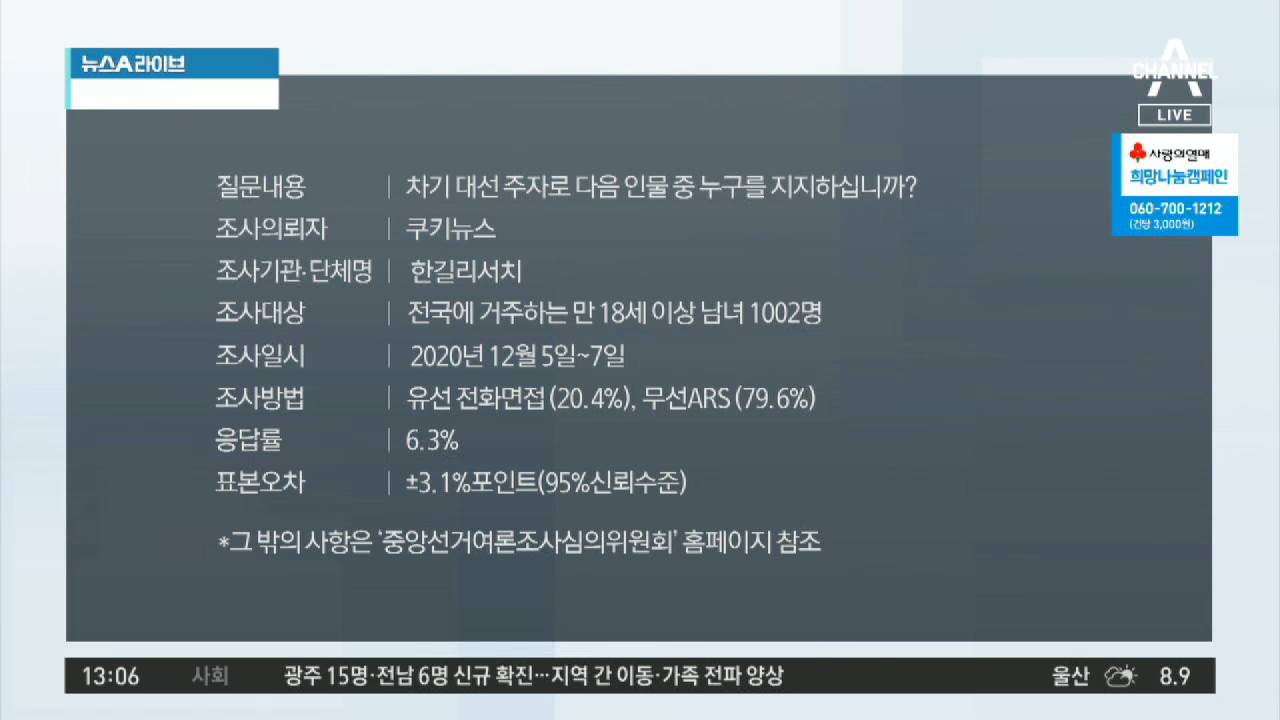 뉴스A 라이브
CHANNEL A
LIVE
사랑의열매
희망나눔캠페인
060-700-1212
(건당 3,000원)
질문내용 | 차기 대선 주자로 다음 인물 중 누구를 지지하십니까?
조사의뢰자 | 쿠키뉴스
조사기관·단체명 | 한길리서치
조사대상 | 전국에 거주하는 만 18세 이상 남녀 1002명
조사일시 | 2020년 12월 5일~7일
조사방법 | 유선 전화면접 (20.4%), 무선ARS (79.6%)
응답률 | 6.3%
표본오차 | ±3.1%포인트(95%신뢰수준)
*그 밖의 사항은 ‘중앙선거여론조사심의위원회’ 홈페이지 참조
13:06 사회 광주 15명·전남 6명 신규 확진…지역 간 이동·가족 전파 양상 울산 8.9